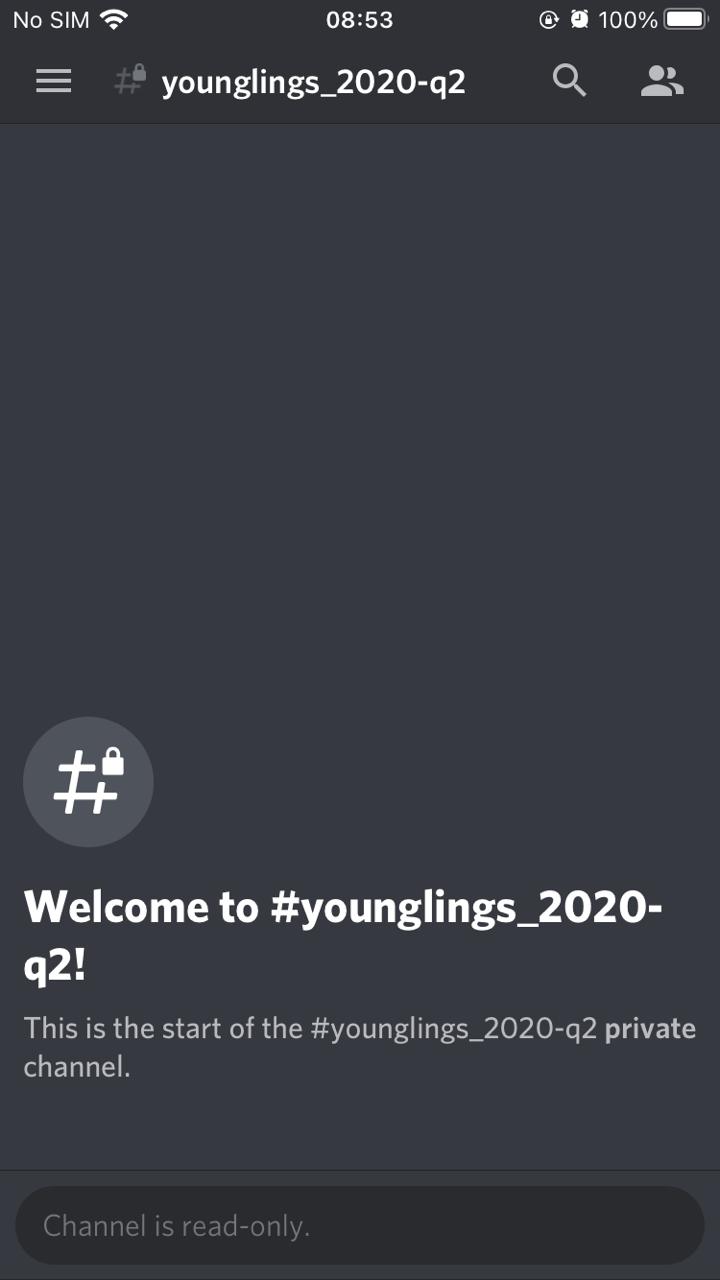 No SIM 08:53 100%
younglings_2020-q2
Welcome to #younglings_2020-
q2!
This is the start of the #younglings_2020-q2 private
channel.
Channel is read-only.